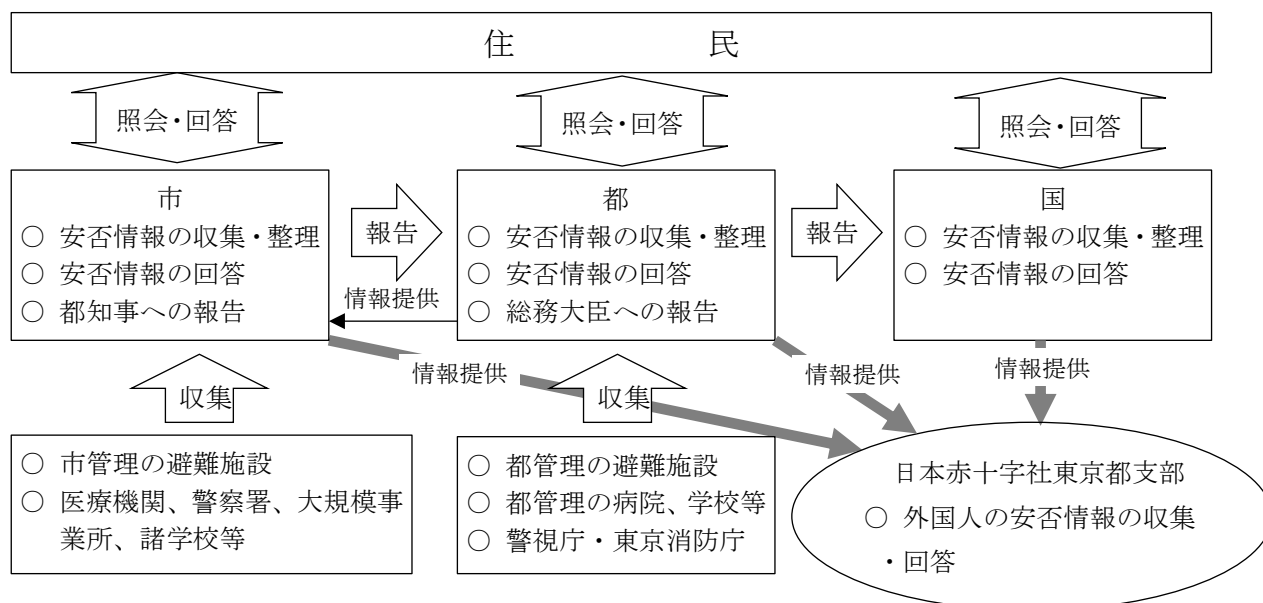 住　　　　　民
照会・回答
照会・回答
照会・回答
市
○ 安否情報の収集・整理
○ 安否情報の回答
○ 都知事への報告
報告
情報提供
都
○ 安否情報の収集・整理
○ 安否情報の回答
○ 総務大臣への報告
報告
国
○ 安否情報の収集・整理
○ 安否情報の回答
情報提供
情報提供
情報提供
収集
収集
○ 市管理の避難施設
○ 医療機関、警察署、大規模事
業所、諸学校等
○ 都管理の避難施設
○ 都管理の病院、学校等
○ 警視庁・東京消防庁
日本赤十字社東京都支部
○ 外国人の安否情報の収集
・回答